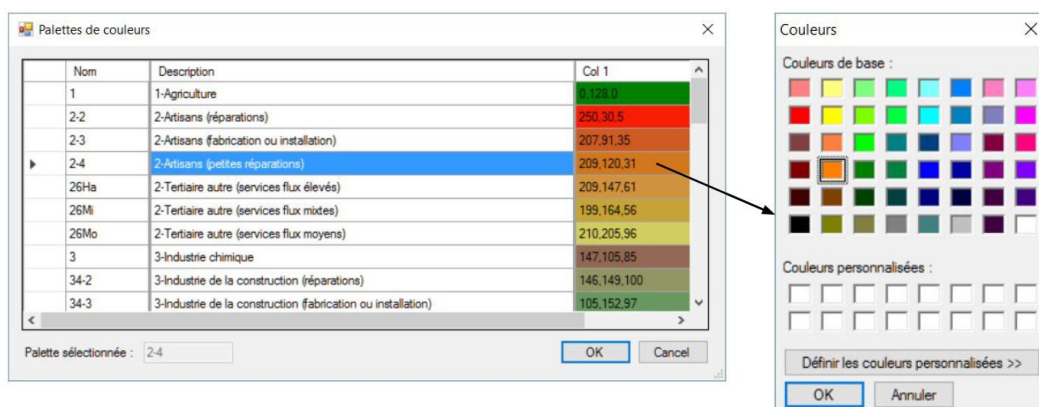 Palettes de couleurs
Nom Description Col 1
1 1-Agriculture 0,128,0
2-2 2-Artisans (réparations) 250,30,5
2-3 2-Artisans (fabrication ou installation) 207,91,35
2-4 2-Artisans (petites réparations) 209,120,31
26Ha 2-Tertiaire autre (services flux élevés) 209,147,61
26Mi 2-Tertiaire autre (services flux mixtes) 199,164,56
26Mo 2-Tertiaire autre (services flux moyens) 210,205,96
3 3-Industrie chimique 147,105,85
34-2 3-Industrie de la construction (réparations) 146,149,100
34-3 3-Industrie de la construction (fabrication ou installation) 105,152,97
Palette sélectionnée : 2-4 OK Cancel
Couleurs
Couleurs de base :
Couleurs personnalisées :
Définir les couleurs personnalisées >>
OK Annuler